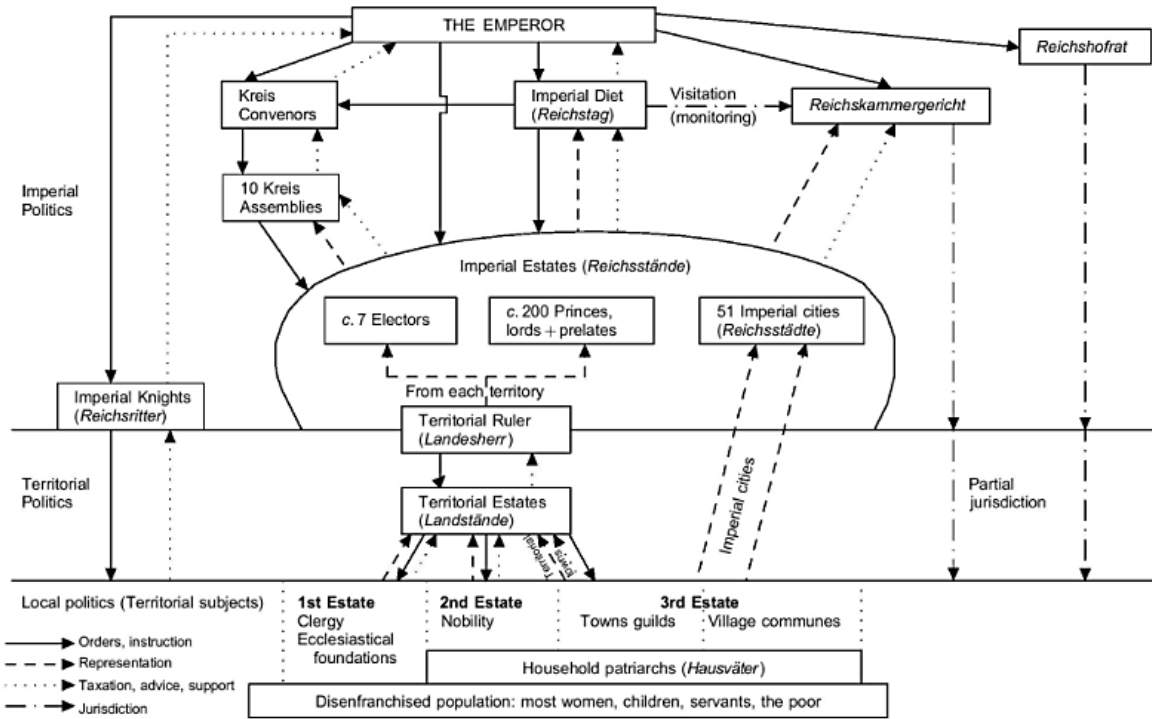 THE EMPEROR
Reichshofrat
Kreis
Convenors
Imperial Diet
(Reichstag)
Visitation
(monitoring)
Reichskammergericht
Imperial
Politics
10 Kreis
Assemblies
Imperial Estates (Reichsstände)
c. 7 Electors
c. 200 Princes,
lords + prelates
51 Imperial cities
(Reichsstädte)
From each territory
Imperial Knights
(Reichsritter)
Territorial Ruler
(Landesherr)
Territorial
Politics
Territorial Estates
(Landstände)
Imperial cities
Partial
jurisdiction
Territorial
towns
Local politics (Territorial subjects)
1st Estate
Clergy
Ecclesiastical
foundations
2nd Estate
Nobility
3rd Estate
Towns guilds
Village communes
Orders, instruction
Representation
Taxation, advice, support
Jurisdiction
Household patriarchs (Hausväter)
Disenfranchised population: most women, children, servants, the poor